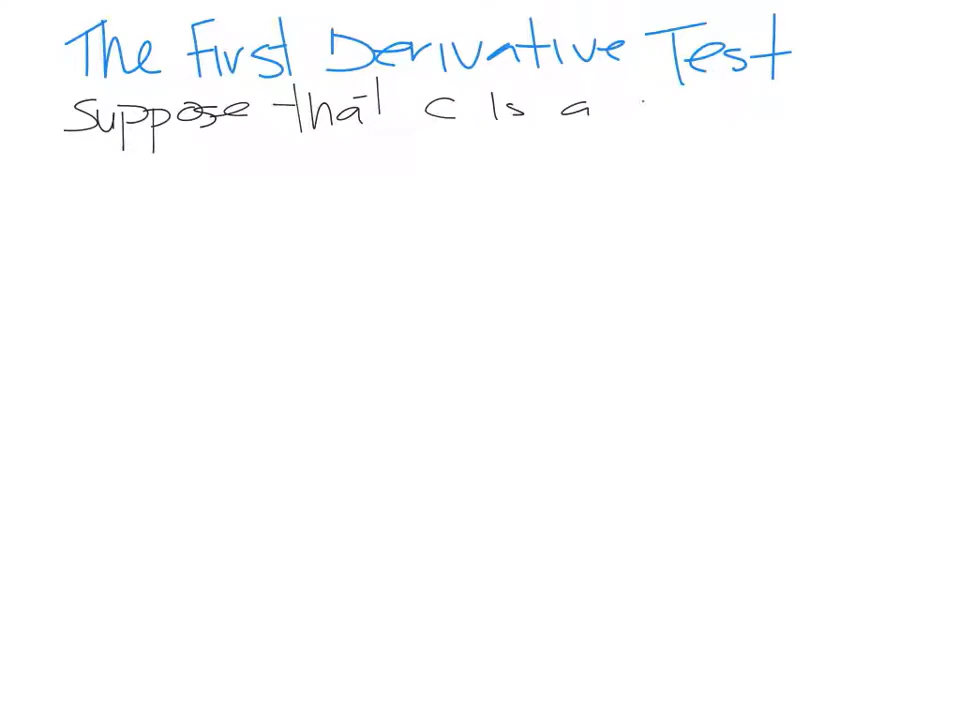 The First Derivative Test
Suppose that c is a